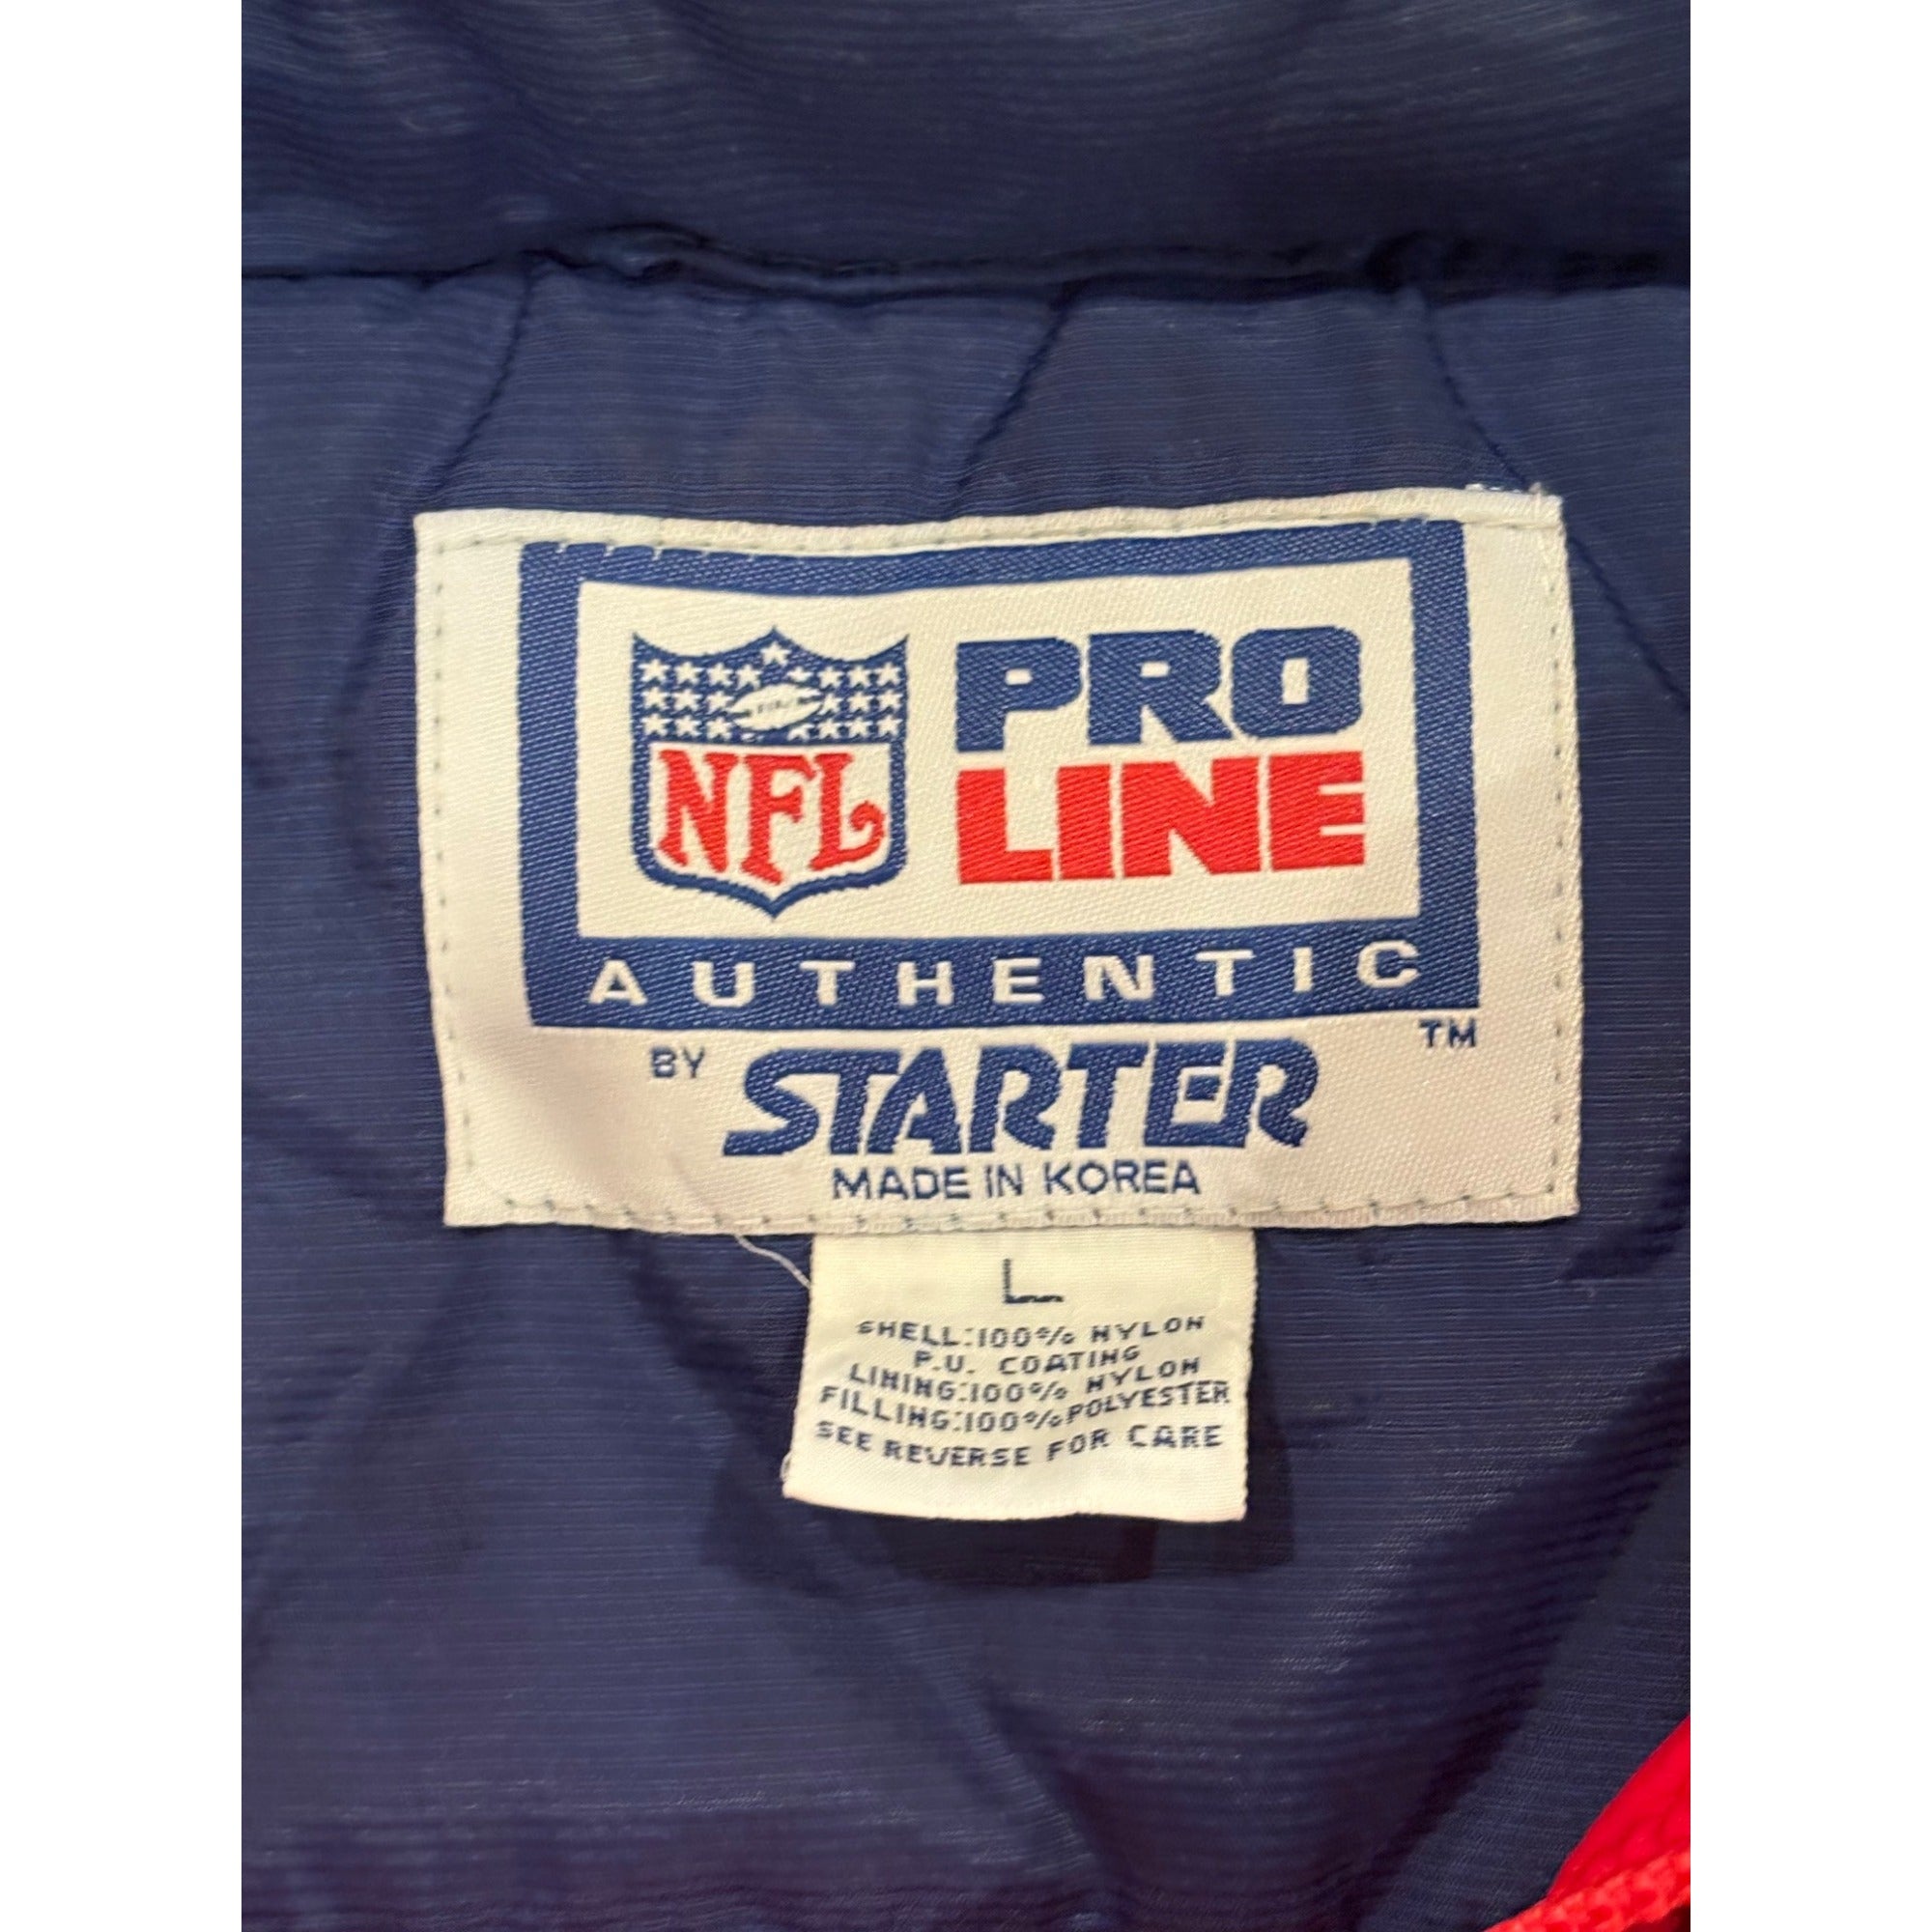 NFL
PRO
LINE
AUTHENTIC
TM
BY STARTER
MADE IN KOREA
L
SHELL:100% NYLON
P.U. COATING
LINING:100% NYLON
FILLING:100% POLYESTER
SEE REVERSE FOR CARE